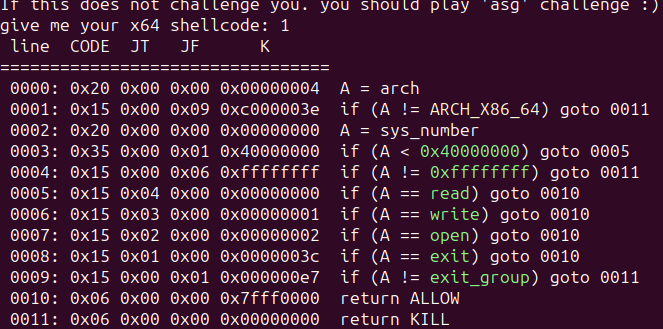 If this does not challenge you. you should play 'asg' challenge :)
give me your x64 shellcode: 1
 line  CODE  JT   JF      K
=================================
 0000: 0x20 0x00 0x00 0x00000004  A = arch
 0001: 0x15 0x00 0x09 0xc000003e  if (A != ARCH_X86_64) goto 0011
 0002: 0x20 0x00 0x00 0x00000000  A = sys_number
 0003: 0x35 0x00 0x01 0x40000000  if (A < 0x40000000) goto 0005
 0004: 0x15 0x00 0x06 0xffffffff  if (A != 0xffffffff) goto 0011
 0005: 0x15 0x04 0x00 0x00000000  if (A == read) goto 0010
 0006: 0x15 0x03 0x00 0x00000001  if (A == write) goto 0010
 0007: 0x15 0x02 0x00 0x00000002  if (A == open) goto 0010
 0008: 0x15 0x01 0x00 0x0000003c  if (A == exit) goto 0010
 0009: 0x15 0x00 0x01 0x000000e7  if (A != exit_group) goto 0011
 0010: 0x06 0x00 0x00 0x7fff0000  return ALLOW
 0011: 0x06 0x00 0x00 0x00000000  return KILL